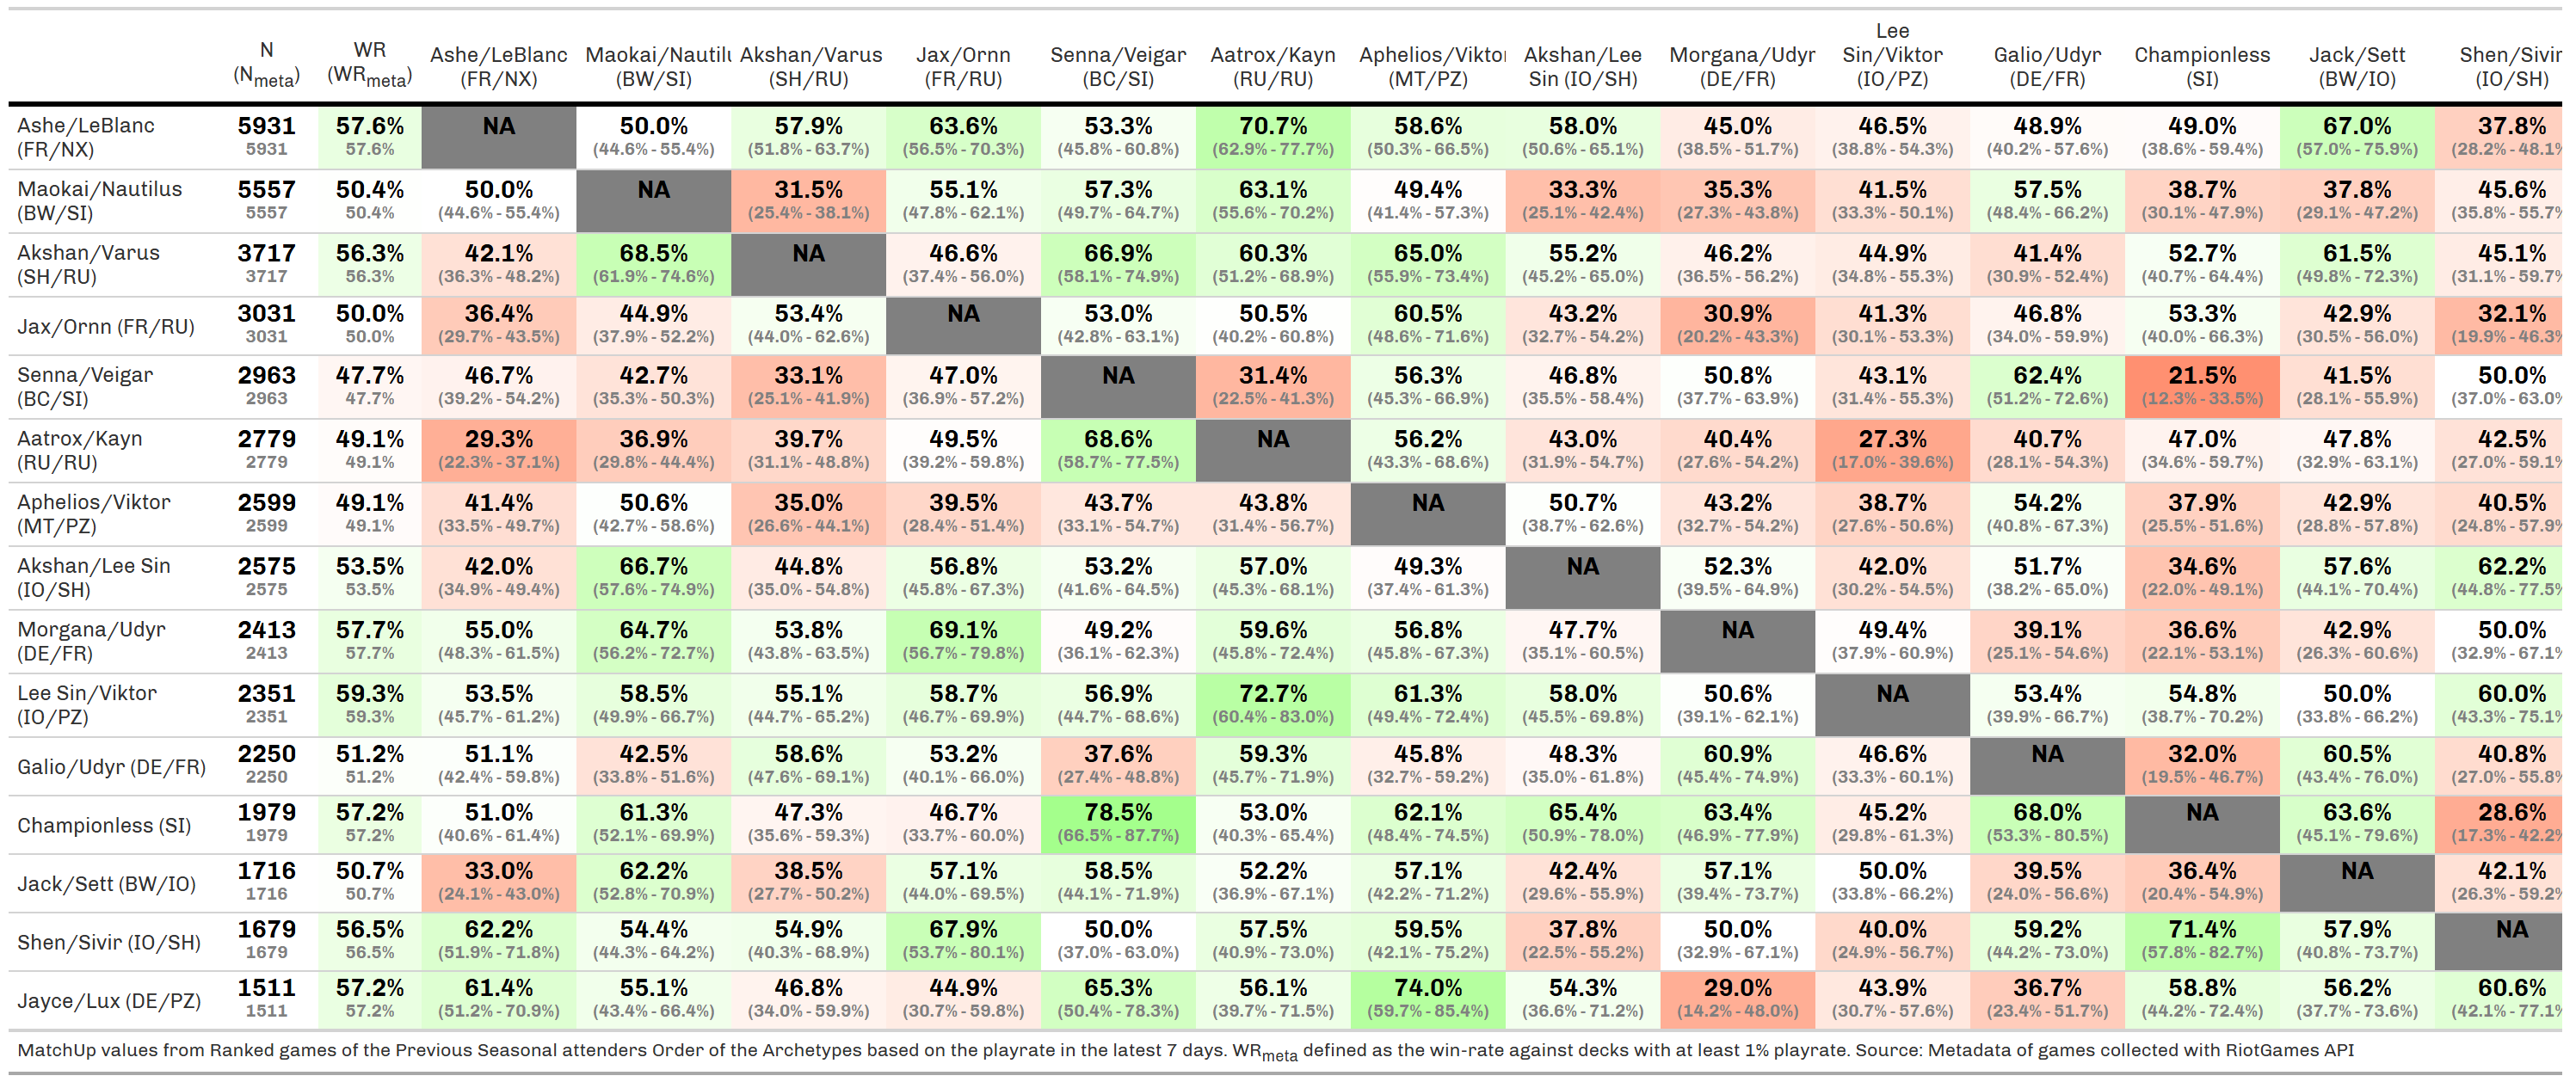 N (N_meta) WR (WR_meta) Ashe/LeBlanc (FR/NX) Maokai/Nautilu (BW/SI) Akshan/Varus (SH/RU) Jax/Ornn (FR/RU) Senna/Veigar (BC/SI) Aatrox/Kayn (RU/RU) Aphelios/Viktor (MT/PZ) Akshan/Lee Sin (IO/SH) Morgana/Udyr (DE/FR) Lee Sin/Viktor (IO/PZ) Galio/Udyr (DE/FR) Championless (SI) Jack/Sett (BW/IO) Shen/Sivir (IO/SH)
Ashe/LeBlanc 5931 57.6% NA 50.0% 57.9% 63.6% 53.3% 70.7% 58.6% 58.0% 45.0% 46.5% 48.9% 49.0% 67.0% 37.8%
(FR/NX) 5931 57.6% (44.6% - 55.4%) (51.8% - 63.7%) (56.5% - 70.3%) (45.8% - 60.8%) (62.9% - 77.7%) (50.3% - 66.5%) (50.6% - 65.1%) (38.5% - 51.7%) (38.8% - 54.3%) (40.2% - 57.6%) (38.6% - 59.4%) (57.0% - 75.9%) (28.2% - 48.1%
Maokai/Nautilus 5557 50.4% 50.0% NA 31.5% 55.1% 57.3% 63.1% 49.4% 33.3% 35.3% 41.5% 57.5% 38.7% 37.8% 45.6%
(BW/SI) 5557 50.4% (44.6% - 55.4%) (25.4% - 38.1%) (47.8% - 62.1%) (49.7% - 64.7%) (55.6% - 70.2%) (41.4% - 57.3%) (25.1% - 42.4%) (27.3% - 43.8%) (33.3% - 50.1%) (48.4% - 66.2%) (30.1% - 47.9%) (29.1% - 47.2%) (35.8% - 55.7%
Akshan/Varus 3717 56.3% 42.1% 68.5% NA 46.6% 66.9% 60.3% 65.0% 55.2% 46.2% 44.9% 41.4% 52.7% 61.5% 45.1%
(SH/RU) 3717 56.3% (36.3% - 48.2%) (61.9% - 74.6%) (37.4% - 56.0%) (58.1% - 74.9%) (51.2% - 68.9%) (55.9% - 73.4%) (45.2% - 65.0%) (36.5% - 56.2%) (34.8% - 55.3%) (30.9% - 52.4%) (40.7% - 64.4%) (49.8% - 72.3%) (31.1% - 59.7%
Jax/Ornn (FR/RU) 3031 50.0% 36.4% 44.9% 53.4% NA 53.0% 50.5% 60.5% 43.2% 30.9% 41.3% 46.8% 53.3% 42.9% 32.1%
3031 50.0% (29.7% - 43.5%) (37.9% - 52.2%) (44.0% - 62.6%) (42.8% - 63.1%) (40.2% - 60.8%) (48.6% - 71.6%) (32.7% - 54.2%) (20.2% - 43.3%) (30.1% - 53.3%) (34.0% - 59.9%) (40.0% - 66.3%) (30.5% - 56.0%) (19.9% - 46.3%
Senna/Veigar 2963 47.7% 46.7% 42.7% 33.1% 47.0% NA 31.4% 56.3% 46.8% 50.8% 43.1% 62.4% 21.5% 41.5% 50.0%
(BC/SI) 2963 47.7% (39.2% - 54.2%) (35.3% - 50.3%) (25.1% - 41.9%) (36.9% - 57.2%) (22.5% - 41.3%) (45.3% - 66.9%) (35.5% - 58.4%) (37.7% - 63.9%) (31.4% - 55.3%) (51.2% - 72.6%) (12.3% - 33.5%) (28.1% - 55.9%) (37.0% - 63.0%
Aatrox/Kayn 2779 49.1% 29.3% 36.9% 39.7% 49.5% 68.6% NA 56.2% 43.0% 40.4% 27.3% 40.7% 47.0% 47.8% 42.5%
(RU/RU) 2779 49.1% (22.3% - 37.1%) (29.8% - 44.4%) (31.1% - 48.8%) (39.2% - 59.8%) (58.7% - 77.5%) (43.3% - 68.6%) (31.9% - 54.7%) (27.6% - 54.2%) (17.0% - 39.6%) (28.1% - 54.3%) (34.6% - 59.7%) (32.9% - 63.1%) (27.0% - 59.1%
Aphelios/Viktor 2599 49.1% 41.4% 50.6% 35.0% 39.5% 43.7% 43.8% NA 50.7% 43.2% 38.7% 54.2% 37.9% 42.9% 40.5%
(MT/PZ) 2599 49.1% (33.5% - 49.7%) (42.7% - 58.6%) (26.6% - 44.1%) (28.4% - 51.4%) (33.1% - 54.7%) (31.4% - 56.7%) (38.7% - 62.6%) (32.7% - 54.2%) (27.6% - 50.6%) (40.8% - 67.3%) (25.5% - 51.6%) (28.8% - 57.8%) (24.8% - 57.9%
Akshan/Lee Sin 2575 53.5% 42.0% 66.7% 44.8% 56.8% 53.2% 57.0% 49.3% NA 52.3% 42.0% 51.7% 34.6% 57.6% 62.2%
(IO/SH) 2575 53.5% (34.9% - 49.4%) (57.6% - 74.9%) (35.0% - 54.8%) (45.8% - 67.3%) (41.6% - 64.5%) (45.3% - 68.1%) (37.4% - 61.3%) (39.5% - 64.9%) (30.2% - 54.5%) (38.2% - 65.0%) (22.0% - 49.1%) (44.1% - 70.4%) (44.8% - 77.5%
Morgana/Udyr 2413 57.7% 55.0% 64.7% 53.8% 69.1% 49.2% 59.6% 56.8% 47.7% NA 49.4% 39.1% 36.6% 42.9% 50.0%
(DE/FR) 2413 57.7% (48.3% - 61.5%) (56.2% - 72.7%) (43.8% - 63.5%) (56.7% - 79.8%) (36.1% - 62.3%) (45.8% - 72.4%) (45.8% - 67.3%) (35.1% - 60.5%) (37.9% - 60.9%) (25.1% - 54.6%) (22.1% - 53.1%) (26.3% - 60.6%) (32.9% - 67.1%
Lee Sin/Viktor 2351 59.3% 53.5% 58.5% 55.1% 58.7% 56.9% 72.7% 61.3% 58.0% 50.6% NA 53.4% 54.8% 50.0% 60.0%
(IO/PZ) 2351 59.3% (45.7% - 61.2%) (49.9% - 66.7%) (44.7% - 65.2%) (46.7% - 69.9%) (44.7% - 68.6%) (60.4% - 83.0%) (49.4% - 72.4%) (45.5% - 69.8%) (39.1% - 62.1%) (39.9% - 66.7%) (38.7% - 70.2%) (33.8% - 66.2%) (43.3% - 75.1%
Galio/Udyr (DE/FR) 2250 51.2% 51.1% 42.5% 58.6% 53.2% 37.6% 59.3% 45.8% 48.3% 60.9% 46.6% NA 32.0% 60.5% 40.8%
2250 51.2% (42.4% - 59.8%) (33.8% - 51.6%) (47.6% - 69.1%) (40.1% - 66.0%) (27.4% - 48.8%) (45.7% - 71.9%) (32.7% - 59.2%) (35.0% - 61.8%) (45.4% - 74.9%) (33.3% - 60.1%) (19.5% - 46.7%) (43.4% - 76.0%) (27.0% - 55.8%
Championless (SI) 1979 57.2% 51.0% 61.3% 47.3% 46.7% 78.5% 53.0% 62.1% 65.4% 63.4% 45.2% 68.0% NA 63.6% 28.6%
1979 57.2% (40.6% - 61.4%) (52.1% - 69.9%) (35.6% - 59.3%) (33.7% - 60.0%) (66.5% - 87.7%) (40.3% - 65.4%) (48.4% - 74.5%) (50.9% - 78.0%) (46.9% - 77.9%) (29.8% - 61.3%) (53.3% - 80.5%) (45.1% - 79.6%) (17.3% - 42.2%
Jack/Sett (BW/IO) 1716 50.7% 33.0% 62.2% 38.5% 57.1% 58.5% 52.2% 57.1% 42.4% 57.1% 50.0% 39.5% 36.4% NA 42.1%
1716 50.7% (24.1% - 43.0%) (52.8% - 70.9%) (27.7% - 50.2%) (44.0% - 69.5%) (44.1% - 71.9%) (36.9% - 67.1%) (42.2% - 71.2%) (29.6% - 55.9%) (39.4% - 73.7%) (33.8% - 66.2%) (24.0% - 56.6%) (20.4% - 54.9%) (26.3% - 59.2%
Shen/Sivir (IO/SH) 1679 56.5% 62.2% 54.4% 54.9% 67.9% 50.0% 57.5% 59.5% 37.8% 50.0% 40.0% 59.2% 71.4% 57.9% NA
1679 56.5% (51.9% - 71.8%) (44.3% - 64.2%) (40.3% - 68.9%) (53.7% - 80.1%) (37.0% - 63.0%) (40.9% - 73.0%) (42.1% - 75.2%) (22.5% - 55.2%) (32.9% - 67.1%) (24.9% - 56.7%) (44.2% - 73.0%) (57.8% - 82.7%) (40.8% - 73.7%)
Jayce/Lux (DE/PZ) 1511 57.2% 61.4% 55.1% 46.8% 44.9% 65.3% 56.1% 74.0% 54.3% 29.0% 43.9% 36.7% 58.8% 56.2% 60.6%
1511 57.2% (51.2% - 70.9%) (43.4% - 66.4%) (34.0% - 59.9%) (30.7% - 59.8%) (50.4% - 78.3%) (39.7% - 71.5%) (59.7% - 85.4%) (36.6% - 71.2%) (14.2% - 48.0%) (30.7% - 57.6%) (23.4% - 51.7%) (44.2% - 72.4%) (37.7% - 73.6%) (42.1% - 77.1%
MatchUp values from Ranked games of the Previous Seasonal attenders Order of the Archetypes based on the playrate in the latest 7 days. WR_meta defined as the win-rate against decks with at least 1% playrate. Source: Metadata of games collected with RiotGames API